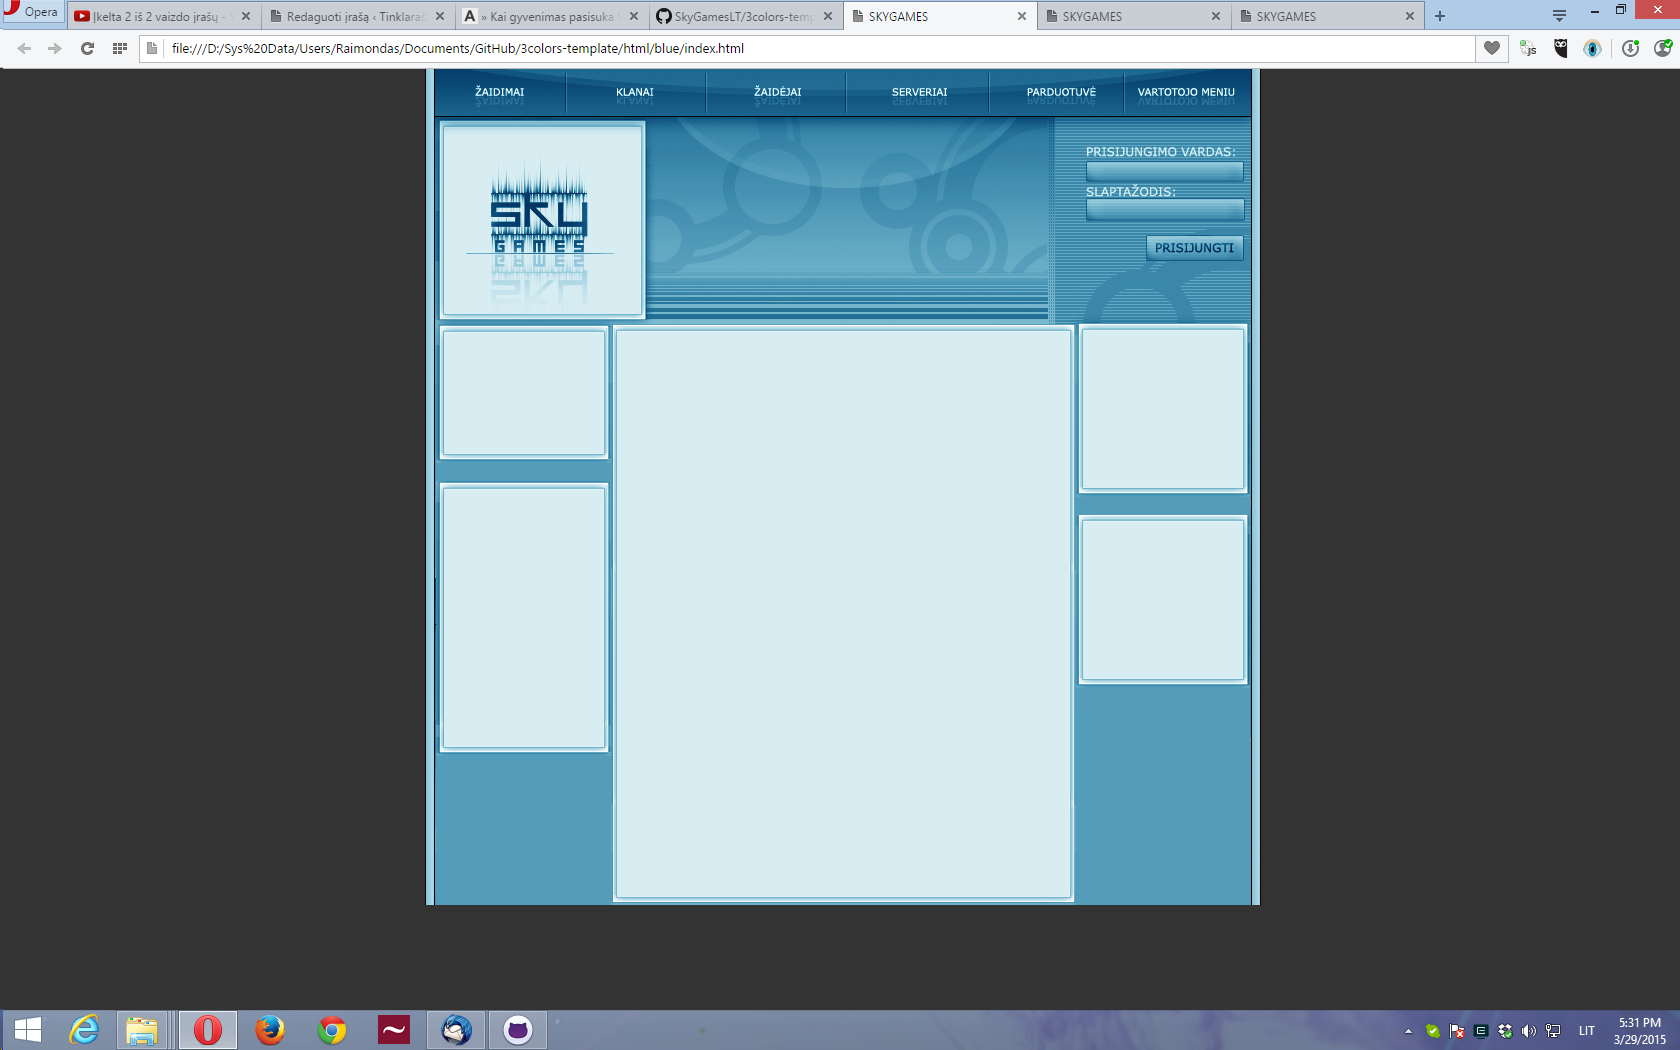 Opera
Įkelta 2 iš 2 vaizdo įrašų -
Redaguoti įrašą ‹ Tinklaraš
A » Kai gyvenimas pasisuka
SkyGamesLT/3colors-temp
SKYGAMES
SKYGAMES
SKYGAMES
file:///D:/Sys%20Data/Users/Raimondas/Documents/GitHub/3colors-template/html/blue/index.html
JS
ŽAIDIMAI
KLANAI
ŽAIDĖJAI
SERVERIAI
PARDUOTUVĖ
VARTOTOJO MENIU
SKY
GAMES
PRISIJUNGIMO VARDAS:
SLAPTAŽODIS:
PRISIJUNGTI
LIT
5:31 PM
3/29/2015